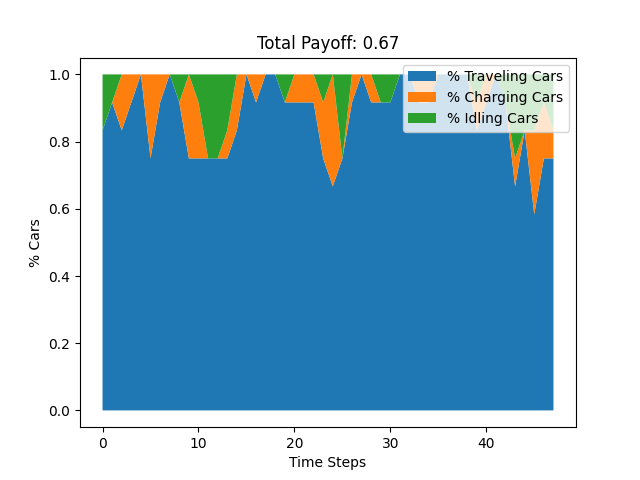 Total Payoff: 0.67
% Traveling Cars
% Charging Cars
% Idling Cars
% Cars
1.0
0.8
0.6
0.4
0.2
0.0
0 10 20 30 40
Time Steps